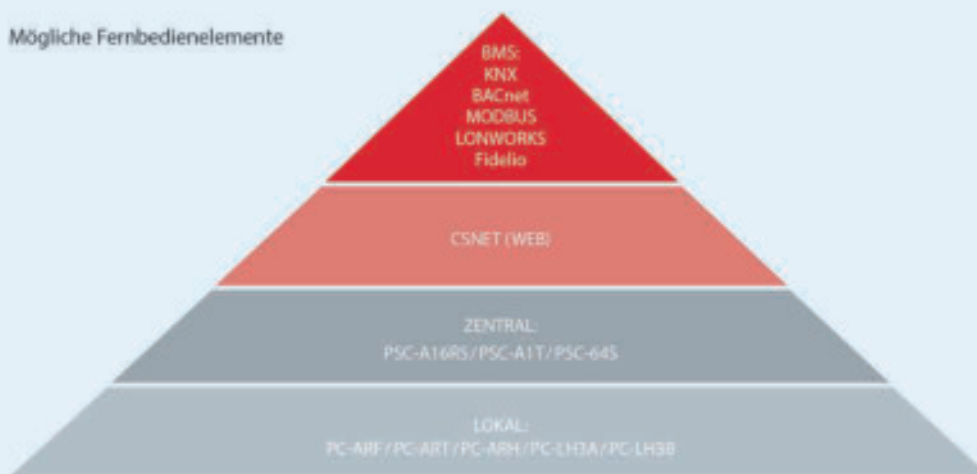 Mögliche Fernbedienelemente
BMS:
KNX
BACnet
MODBUS
LONWORKS
Fidelio
CSNET (WEB)
ZENTRAL:
PSC-A16RS / PSC-A1T / PSC-64S
LOKAL:
PC-ARF / PC-ART / PC-ARH / PC-LH3A / PC-LH3B